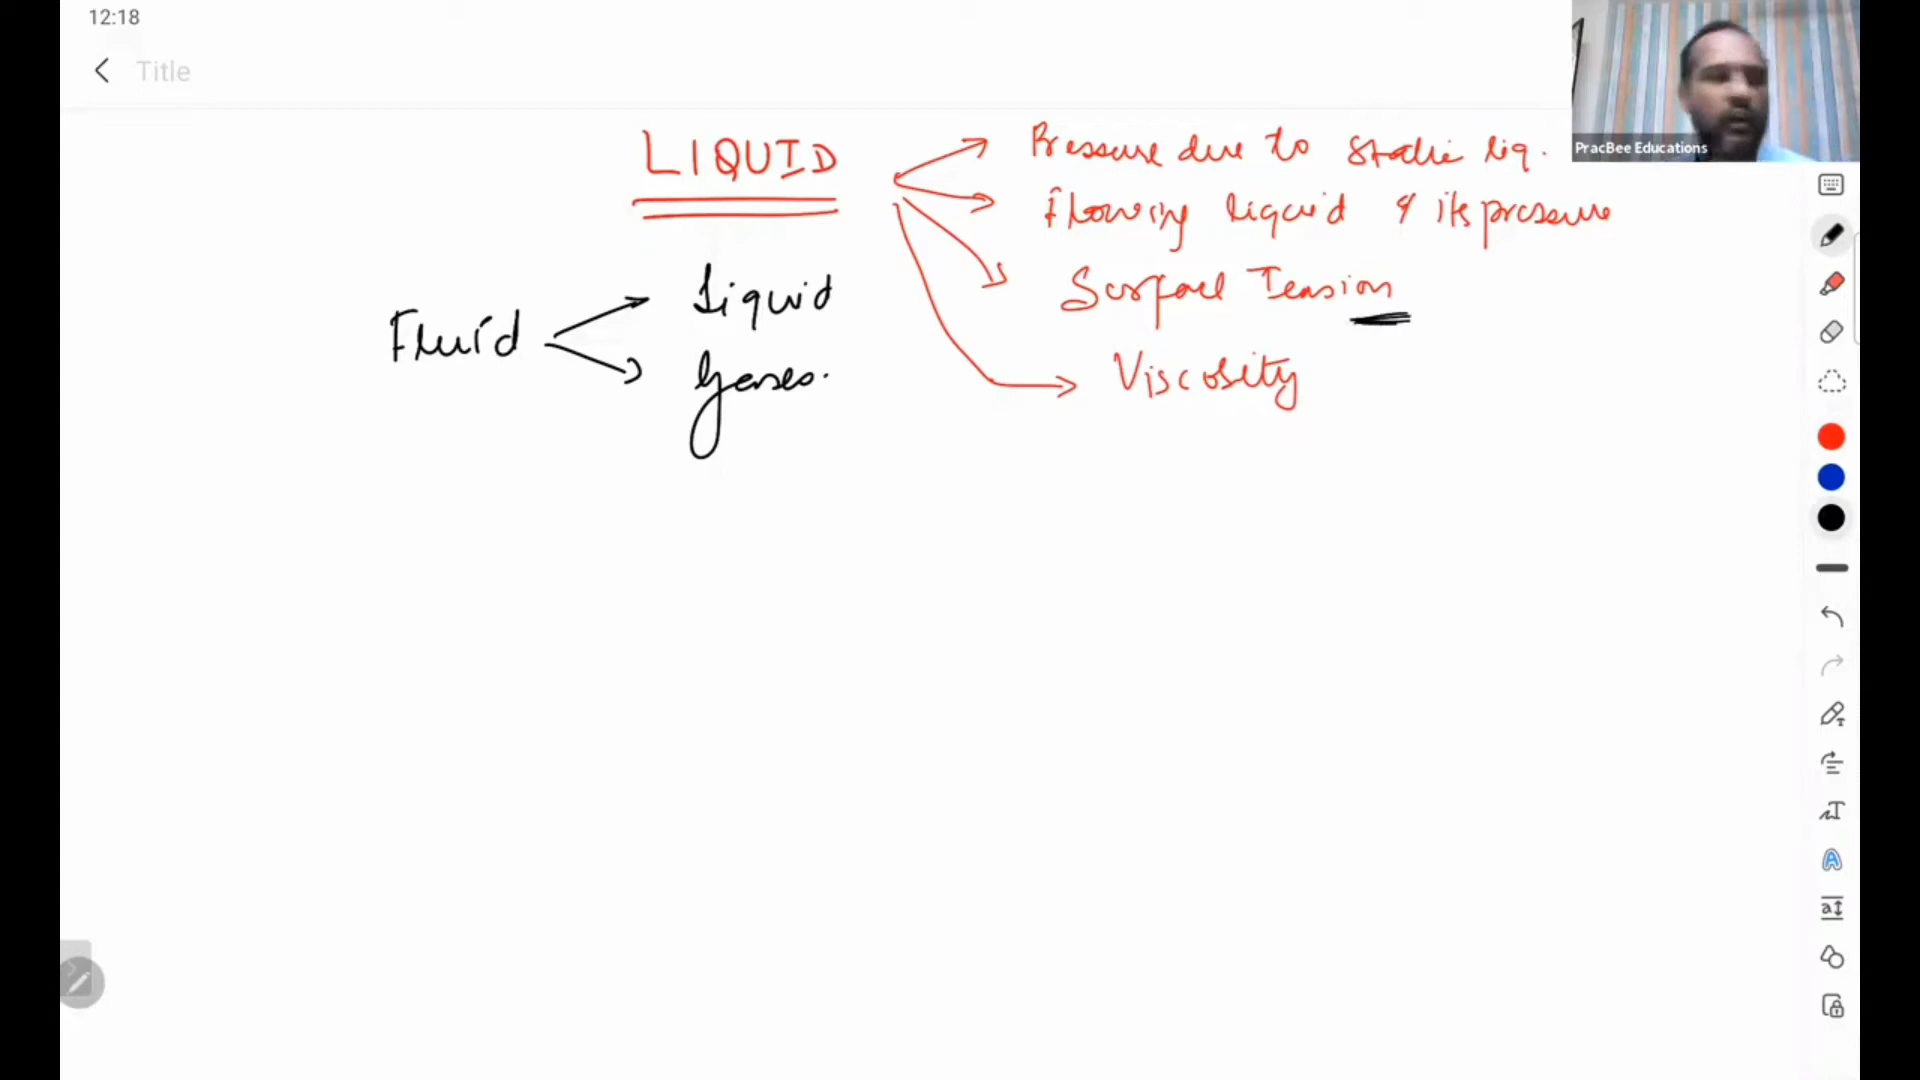 12:18
Title
PracBee Educations
LIQUID
Pressure due to Static liq.
Flowing liquid & its pressure
Surface Tension
Viscosity
Fluid
Liquid
Gases.